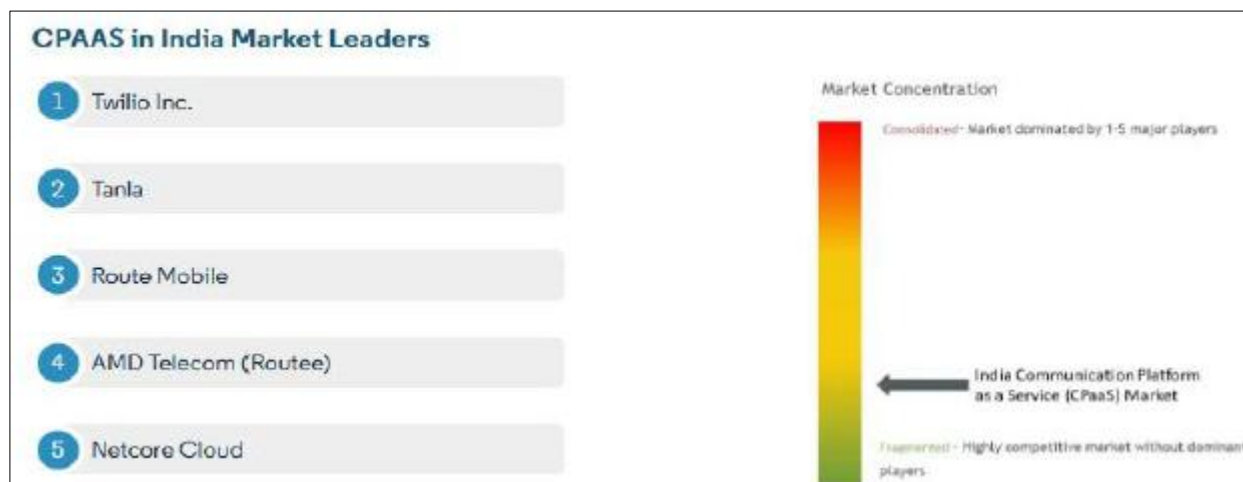 CPAAS in India Market Leaders
1 Twilio Inc.
2 Tanla
3 Route Mobile
4 AMD Telecom (Routee)
5 Netcore Cloud
Market Concentration
Consolidated- Market dominated by 1-5 major players
India Communication Platform
as a Service (CPaaS) Market
Fragmented - Highly competitive market without dominant
players